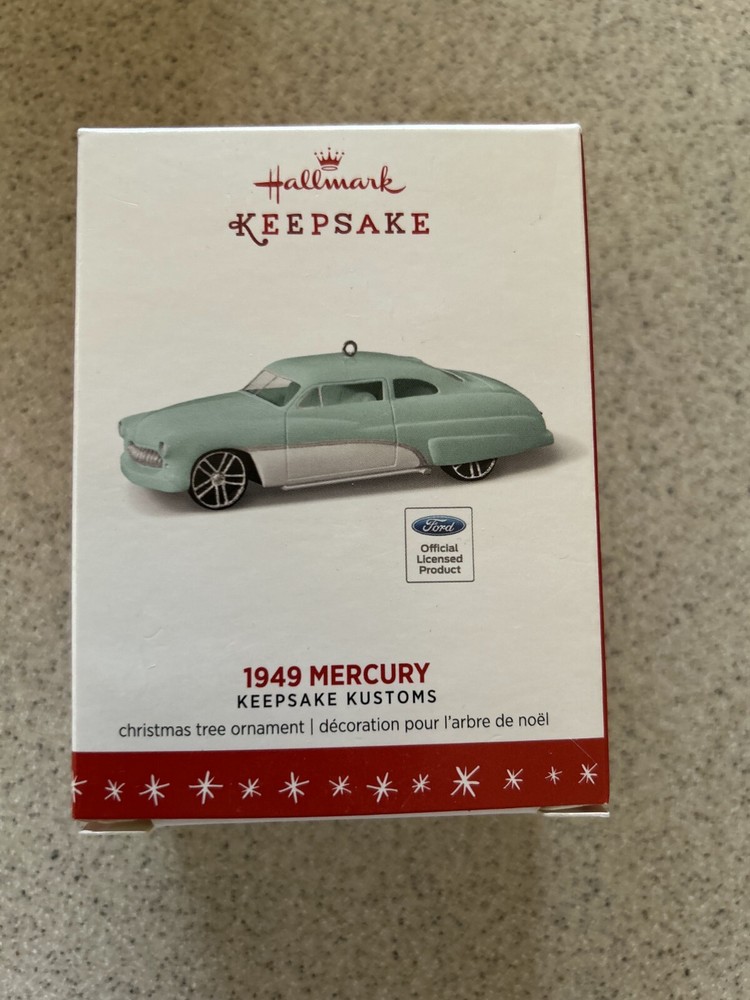 Hallmark
KEEPSAKE
Ford
Official
Licensed
Product
1949 MERCURY
KEEPSAKE KUSTOMS
christmas tree ornament | décoration pour l'arbre de noël